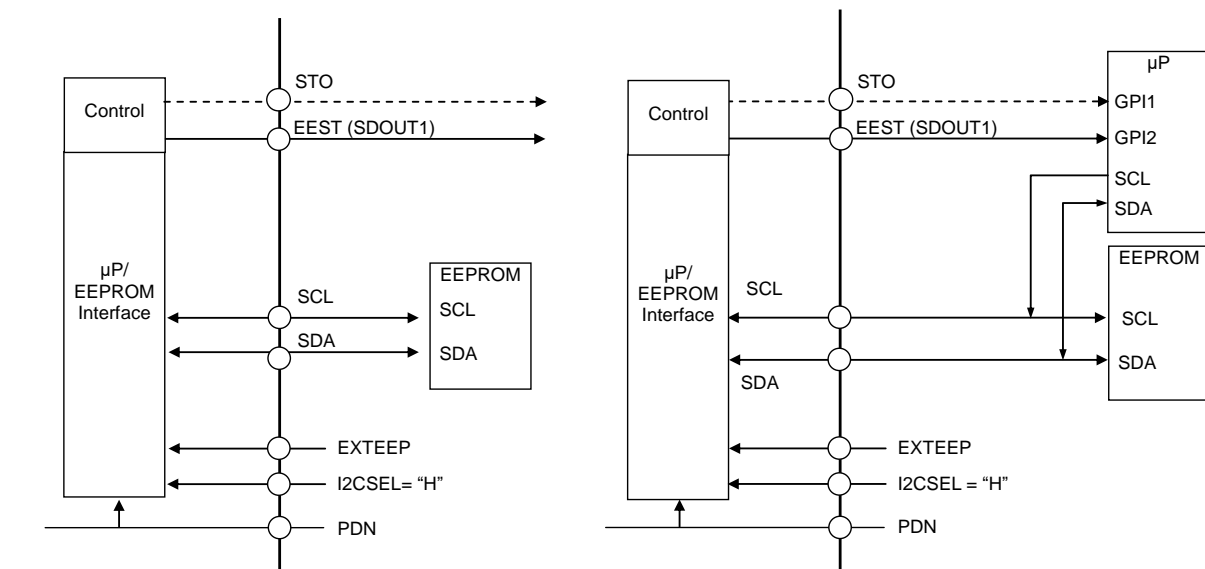 STO
Control
EEST (SDOUT1)
µP/
EEPROM
Interface
SCL
SDA
EEPROM
SCL
SDA
EXTEEP
I2CSEL= “H”
PDN
µP
STO
GPI1
Control
EEST (SDOUT1)
GPI2
SCL
SDA
EEPROM
µP/
EEPROM
Interface
SCL
SCL
SDA
SDA
EXTEEP
I2CSEL = “H”
PDN